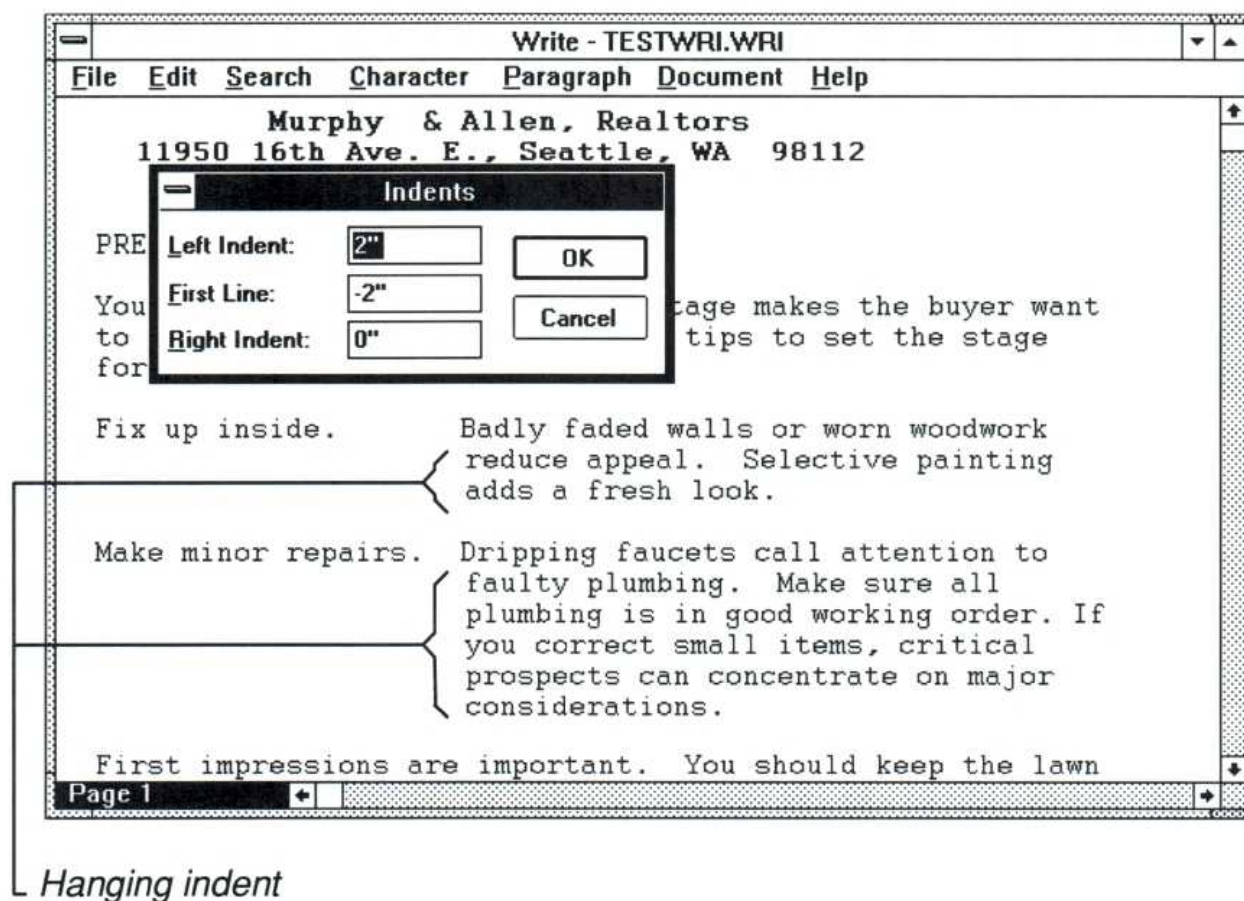 Write - TESTWRI.WRI
File Edit Search Character Paragraph Document Help
Murphy & Allen, Realtors
11950 16th Ave. E., Seattle, WA 98112
Indents
PRE
Left Indent: 2" OK
First Line: -2"
You tage makes the buyer want
Cancel
to tips to set the stage
Right Indent: 0"
for
Fix up inside. Badly faded walls or worn woodwork
reduce appeal. Selective painting
adds a fresh look.
Make minor repairs. Dripping faucets call attention to
faulty plumbing. Make sure all
plumbing is in good working order. If
you correct small items, critical
prospects can concentrate on major
considerations.
First impressions are important. You should keep the lawn
Page 1
Hanging indent